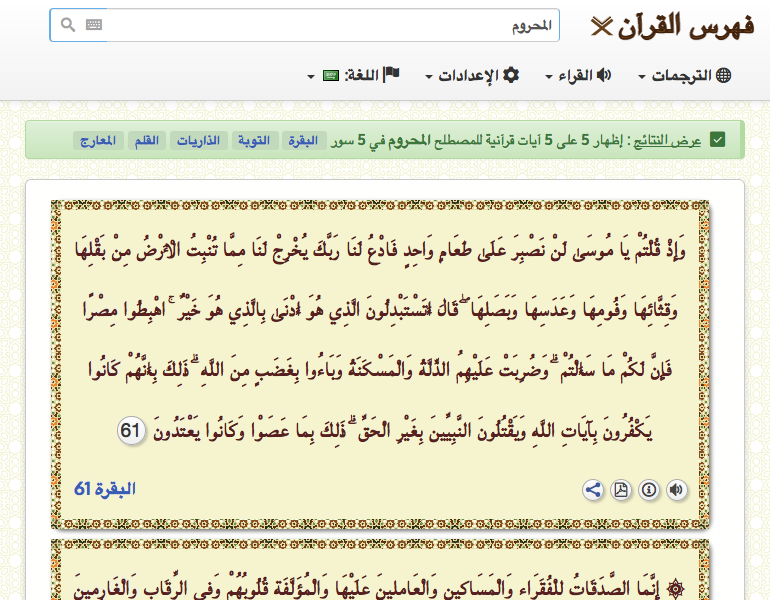 فهرس القرآن
المحروم
الترجمات
القراء
الإعدادات
اللغة:
عرض النتائج : إظهار 5 على 5 آيات قرآنية للمصطلح المحروم في 5 سور البقرة التوبة الذاريات القلم المعارج
وَإِذْ قُلْتُمْ يَا مُوسَىٰ لَنْ نَصْبِرَ عَلَىٰ طَعَامٍ وَاحِدٍ فَادْعُ لَنَا رَبَّكَ يُخْرِجْ لَنَا مِمَّا تُنْبِتُ الْأَرْضُ مِنْ بَقْلِهَا
وَقِثَّائِهَا وَفُومِهَا وَعَدَسِهَا وَبَصَلِهَا ۖ قَالَ أَتَسْتَبْدِلُونَ الَّذِي هُوَ أَدْنَىٰ بِالَّذِي هُوَ خَيْرٌ ۚ اهْبِطُوا مِصْرًا
فَإِنَّ لَكُمْ مَا سَأَلْتُمْ ۗ وَضُرِبَتْ عَلَيْهِمُ الذِّلَّةُ وَالْمَسْكَنَةُ وَبَاءُوا بِغَضَبٍ مِنَ اللَّهِ ۗ ذَٰلِكَ بِأَنَّهُمْ كَانُوا
يَكْفُرُونَ بِآيَاتِ اللَّهِ وَيَقْتُلُونَ النَّبِيِّينَ بِغَيْرِ الْحَقِّ ۗ ذَٰلِكَ بِمَا عَصَوْا وَكَانُوا يَعْتَدُونَ 61
البقرة 61
۞ إِنَّمَا الصَّدَقَاتُ لِلْفُقَرَاءِ وَالْمَسَاكِينِ وَالْعَامِلِينَ عَلَيْهَا وَالْمُؤَلَّفَةِ قُلُوبُهُمْ وَفِي الرِّقَابِ وَالْغَارِمِينَ